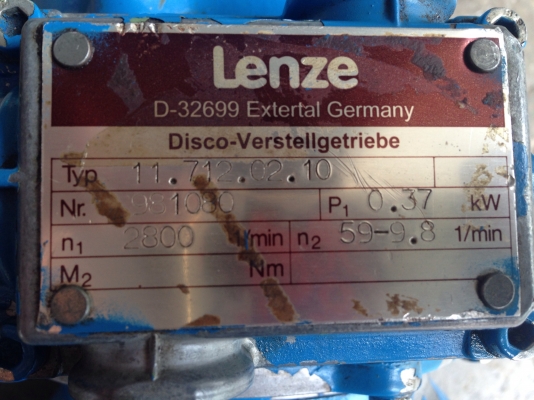 Lenze
D-32699 Extertal Germany
Disco-Verstellgetriebe
Typ 11.712.02.10
Nr. P1 0.37 kW
n1 2800 1/min n2 59-9.8 1/min
M2 Nm